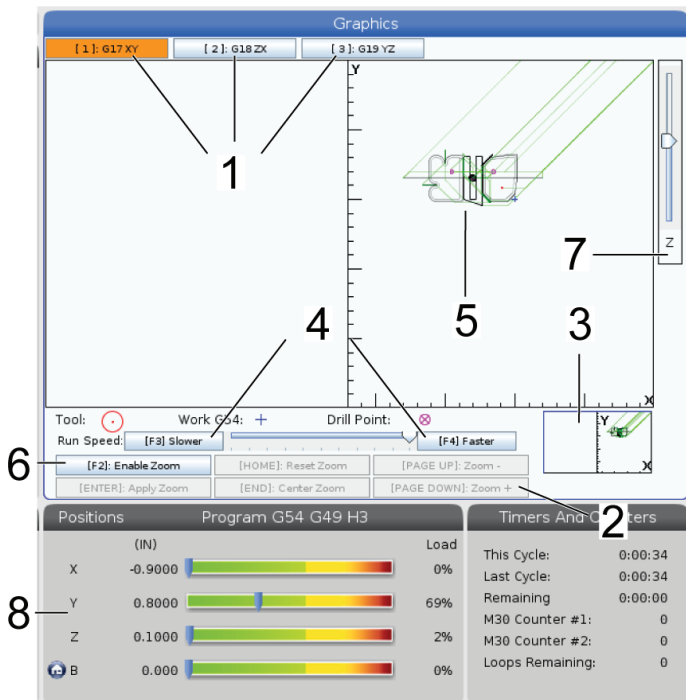 Graphics
[ 1 ]: G17 XY [ 2 ]: G18 ZX [ 3 ]: G19 YZ
Y
1
Z
7
5
4
3
X
Tool: Work G54: + Drill Point:
Y
X
Run Speed: [F3] Slower [F4] Faster
6
[F2]: Enable Zoom [HOME]: Reset Zoom [PAGE UP]: Zoom -
[ENTER]: Apply Zoom [END]: Center Zoom [PAGE DOWN]: Zoom +
2
Positions Program G54 G49 H3
(IN) Load
X -0.9000 0%
8
Y 0.8000 69%
Z 0.1000 2%
B 0.000 0%
Timers And Co ters
This Cycle: 0:00:34
Last Cycle: 0:00:34
Remaining 0:00:00
M30 Counter #1: 0
M30 Counter #2: 0
Loops Remaining: 0